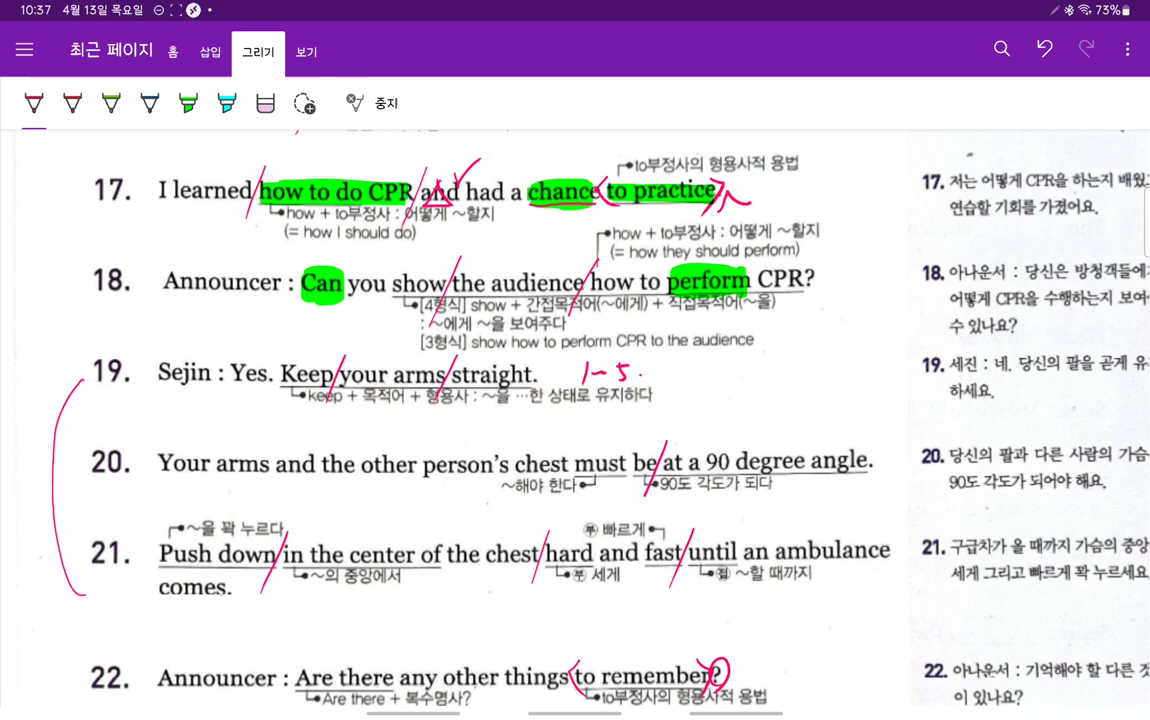 10:37 4월 13일 목요일 73%
최근 페이지 홈 삽입 그리기 보기
중지
to부정사의 형용사적 용법
17. I learned how to do CPR and had a chance to practice.
how + to부정사 : 어떻게 ~할지
(= how I should do)
how + to부정사 : 어떻게 ~할지
(= how they should perform)
18. Announcer : Can you show the audience how to perform CPR?
[4형식] show + 간접목적어(~에게) + 직접목적어(~을)
: ~에게 ~을 보여주다
[3형식] show how to perform CPR to the audience
19. Sejin : Yes. Keep your arms straight. 1~5.
keep + 목적어 + 형용사 : ~을 …한 상태로 유지하다
20. Your arms and the other person's chest must be at a 90 degree angle.
~해야 한다 90도 각도가 되다
~을 꽉 누르다 ㊫ 빠르게
21. Push down in the center of the chest hard and fast until an ambulance
~의 중앙에서 세게 ~할 때까지
comes.
22. Announcer : Are there any other things to remember?
Are there + 복수명사? to부정사의 형용사적 용법
17. 저는 어떻게 CPR을 하는지 배웠고
연습할 기회를 가졌어요.
18. 아나운서 : 당신은 방청객들에게
어떻게 CPR을 수행하는지 보여
수 있나요?
19. 세진 : 네. 당신의 팔을 곧게 유
하세요.
20. 당신의 팔과 다른 사람의 가슴
90도 각도가 되어야 해요.
21. 구급차가 올 때까지 가슴의 중앙
세게 그리고 빠르게 꽉 누르세요
22. 아나운서 : 기억해야 할 다른 것
이 있나요?